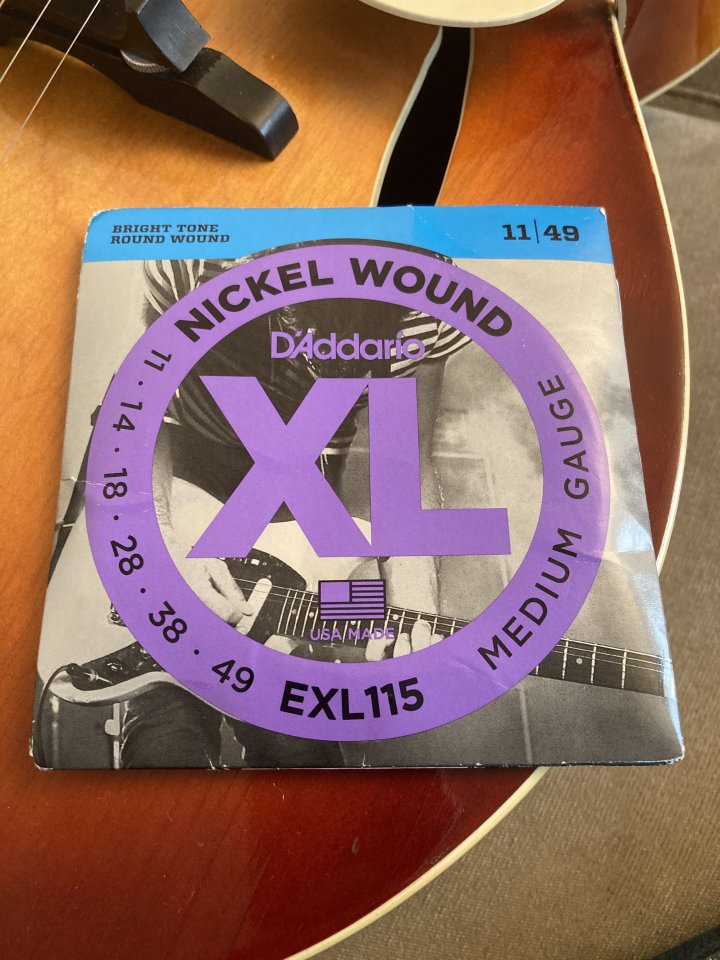 BRIGHT TONE
ROUND WOUND
11|49
NICKEL WOUND
D'Addario
XL
11 · 14 · 18 · 28 · 38 · 49
MEDIUM GAUGE
USA MADE
EXL115